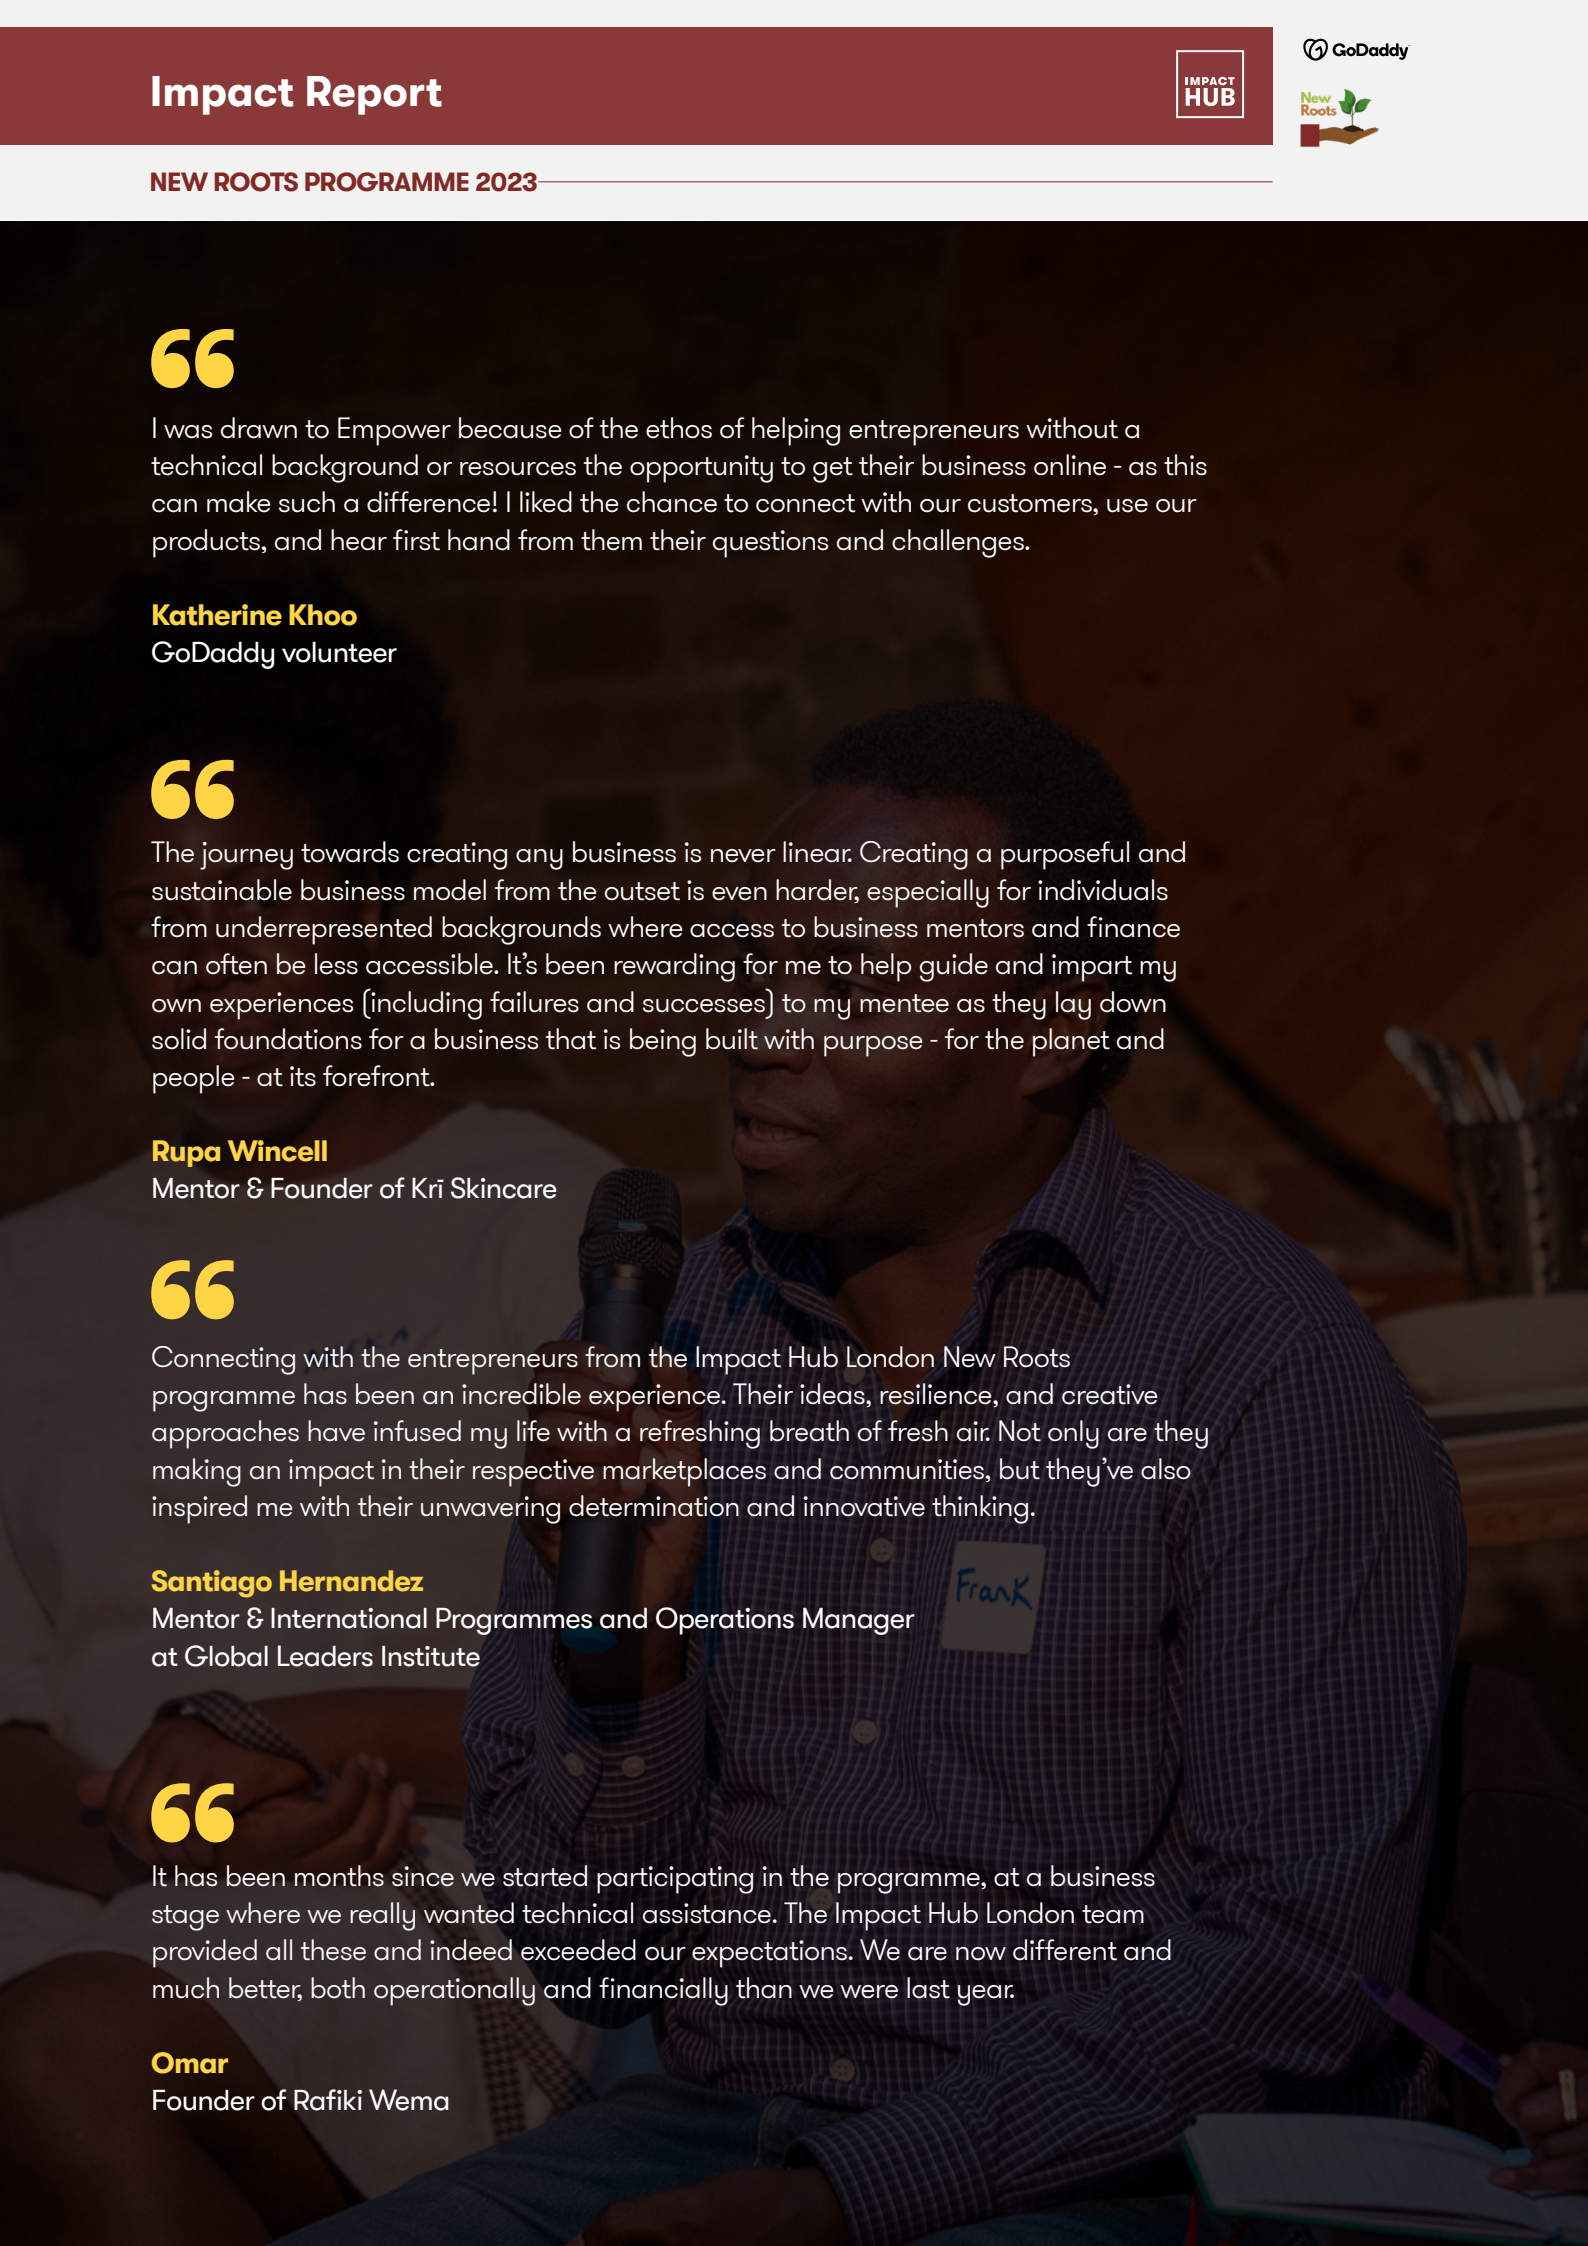 Impact Report
IMPACT
HUB
GoDaddy
New
Roots
NEW ROOTS PROGRAMME 2023
“
I was drawn to Empower because of the ethos of helping entrepreneurs without a
technical background or resources the opportunity to get their business online - as this
can make such a difference! I liked the chance to connect with our customers, use our
products, and hear first hand from them their questions and challenges.
Katherine Khoo
GoDaddy volunteer
“
The journey towards creating any business is never linear. Creating a purposeful and
sustainable business model from the outset is even harder, especially for individuals
from underrepresented backgrounds where access to business mentors and finance
can often be less accessible. It’s been rewarding for me to help guide and impart my
own experiences (including failures and successes) to my mentee as they lay down
solid foundations for a business that is being built with purpose - for the planet and
people - at its forefront.
Rupa Wincell
Mentor & Founder of Krī Skincare
“
Connecting with the entrepreneurs from the Impact Hub London New Roots
programme has been an incredible experience. Their ideas, resilience, and creative
approaches have infused my life with a refreshing breath of fresh air. Not only are they
making an impact in their respective marketplaces and communities, but they’ve also
inspired me with their unwavering determination and innovative thinking.
Santiago Hernandez
Mentor & International Programmes and Operations Manager
at Global Leaders Institute
Frank
“
It has been months since we started participating in the programme, at a business
stage where we really wanted technical assistance. The Impact Hub London team
provided all these and indeed exceeded our expectations. We are now different and
much better, both operationally and financially than we were last year.
Omar
Founder of Rafiki Wema